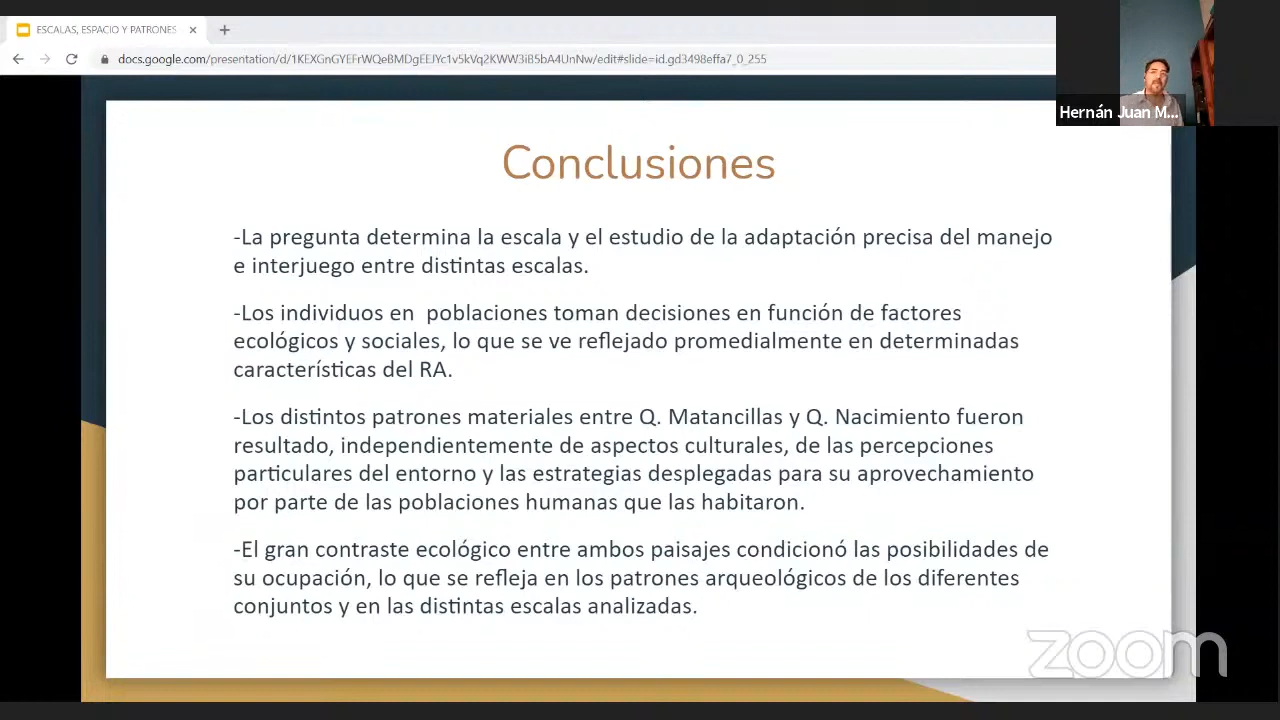 ESCALAS, ESPACIO Y PATRONES
docs.google.com/presentation/d/1KEXGnGYEFrWQeBMDgEEJYc1v5kVq2KWW3iB5bA4UnNw/edit#slide=id.gd3498effa7_0_255
Hernán Juan M...
Conclusiones
-La pregunta determina la escala y el estudio de la adaptación precisa del manejo
e interjuego entre distintas escalas.
-Los individuos en  poblaciones toman decisiones en función de factores
ecológicos y sociales, lo que se ve reflejado promedialmente en determinadas
características del RA.
-Los distintos patrones materiales entre Q. Matancillas y Q. Nacimiento fueron
resultado, independientemente de aspectos culturales, de las percepciones
particulares del entorno y las estrategias desplegadas para su aprovechamiento
por parte de las poblaciones humanas que las habitaron.
-El gran contraste ecológico entre ambos paisajes condicionó las posibilidades de
su ocupación, lo que se refleja en los patrones arqueológicos de los diferentes
conjuntos y en las distintas escalas analizadas.
zoom